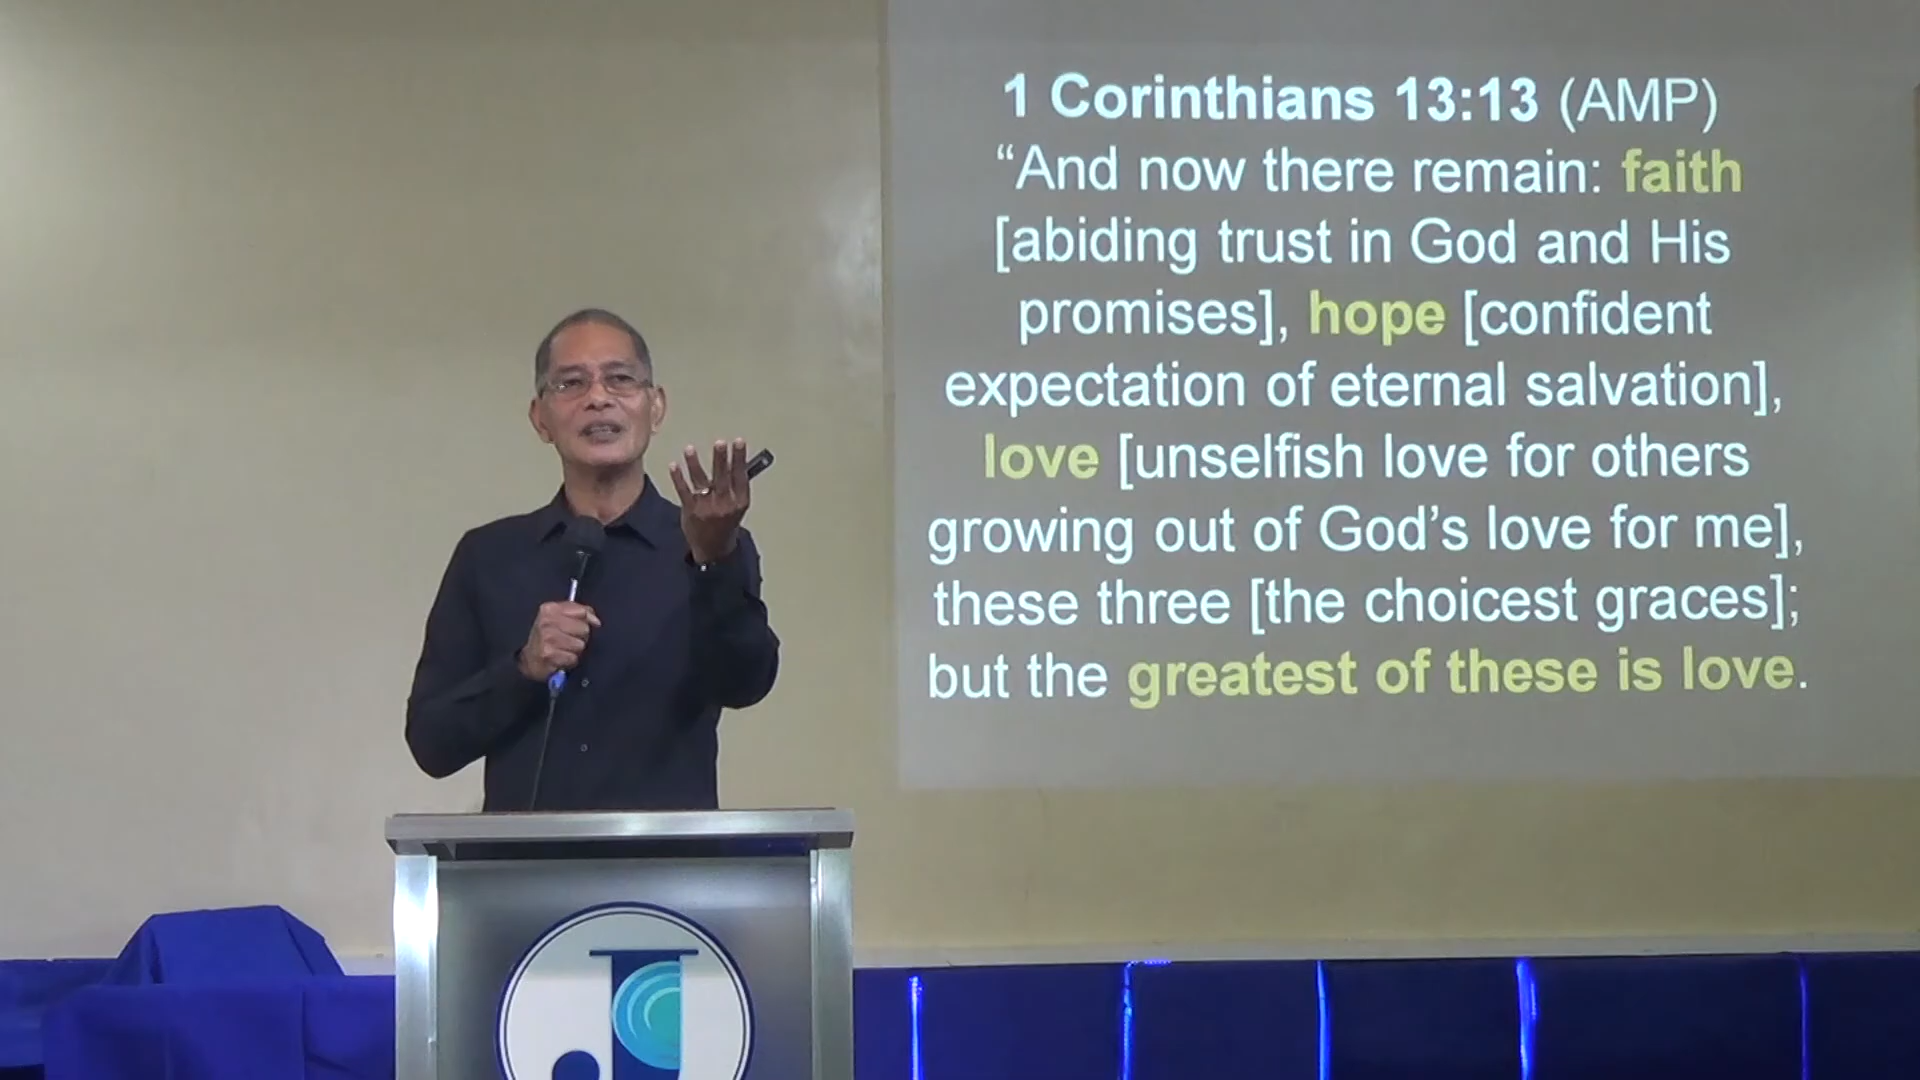 1 Corinthians 13:13 (AMP)
“And now there remain: faith
[abiding trust in God and His
promises], hope [confident
expectation of eternal salvation],
love [unselfish love for others
growing out of God’s love for me],
these three [the choicest graces];
but the greatest of these is love.
J